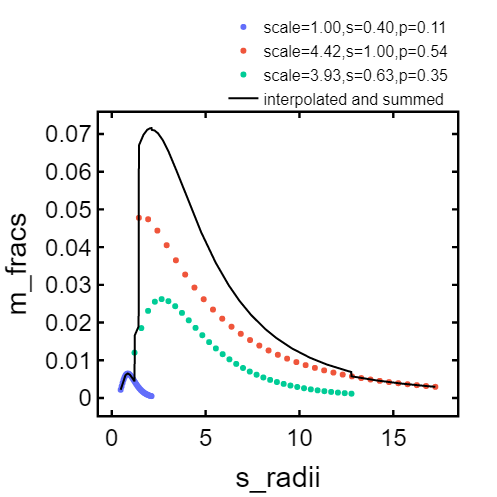 scale=1.00,s=0.40,p=0.11
scale=4.42,s=1.00,p=0.54
scale=3.93,s=0.63,p=0.35
interpolated and summed
0.07
0.06
0.05
0.04
0.03
0.02
0.01
0
m_fracs
0 5 10 15
s_radii